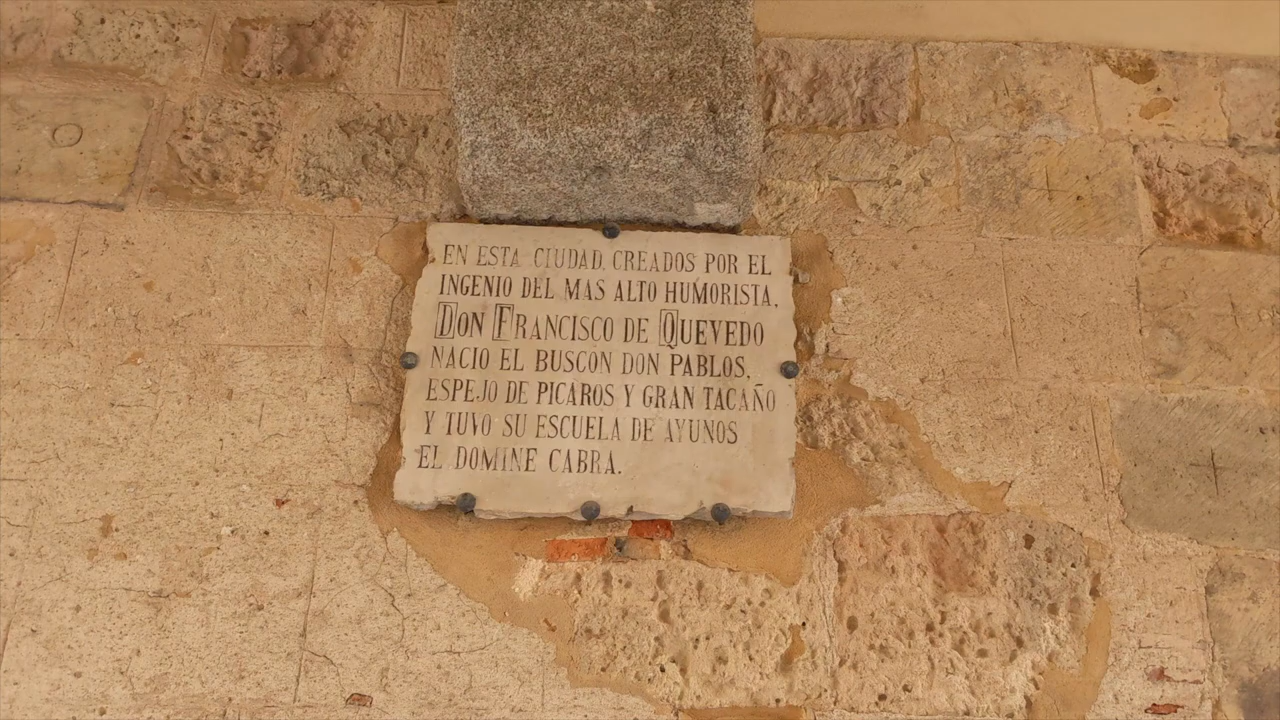 EN ESTA CIUDAD, CREADOS POR EL
INGENIO DEL MAS ALTO HUMORISTA,
DON FRANCISCO DE QUEVEDO
NACIO EL BUSCON DON PABLOS,
ESPEJO DE PICAROS Y GRAN TACAÑO
Y TUVO SU ESCUELA DE AYUNOS
EL DOMINE CABRA.